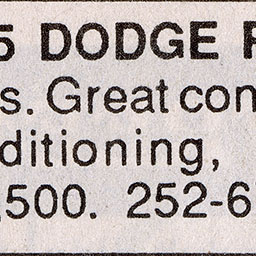 5 DODGE
s. Great con
ditioning,
,500. 252-6